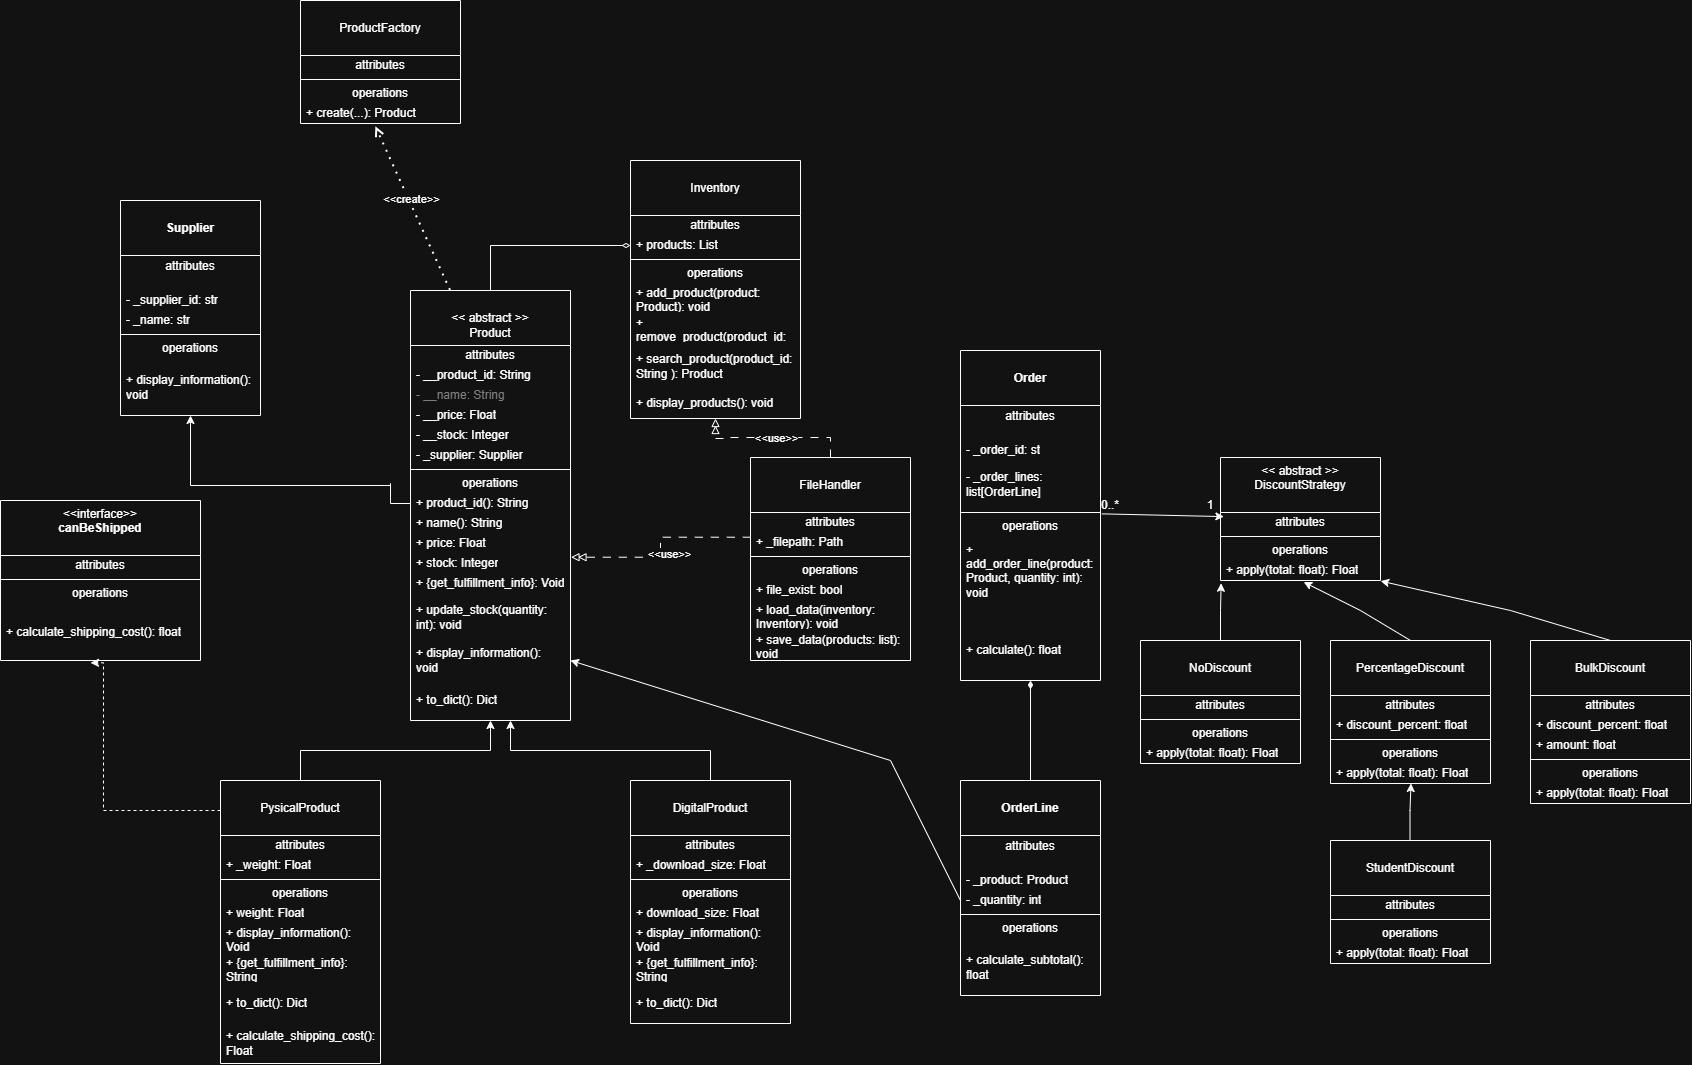 ProductFactory
attributes
operations
+ create(...): Product
<<create>>
Supplier
attributes
- _supplier_id: str
- _name: str
operations
+ display_information():
void
Inventory
attributes
+ products: List
operations
+ add_product(product:
Product): void
+
remove_product(product_id:
+ search_product(product_id:
String ): Product
+ display_products(): void
<< abstract >>
Product
attributes
- __product_id: String
- __name: String
- __price: Float
- __stock: Integer
- _supplier: Supplier
operations
+ product_id(): String
+ name(): String
+ price: Float
+ stock: Integer
+ {get_fulfillment_info}: Void
+ update_stock(quantity:
int): void
+ display_information():
void
+ to_dict(): Dict
<<use>>
<<use>>
FileHandler
attributes
+ _filepath: Path
operations
+ file_exist: bool
+ load_data(inventory:
Inventory): void
+ save_data(products: list):
void
<<interface>>
canBeShipped
attributes
operations
+ calculate_shipping_cost(): float
Order
attributes
- _order_id: st
- _order_lines:
list[OrderLine]
operations
+
add_order_line(product:
Product, quantity: int):
void
+ calculate(): float
0..*
1
<< abstract >>
DiscountStrategy
attributes
operations
+ apply(total: float): Float
NoDiscount
attributes
operations
+ apply(total: float): Float
PercentageDiscount
attributes
+ discount_percent: float
operations
+ apply(total: float): Float
BulkDiscount
attributes
+ discount_percent: float
+ amount: float
operations
+ apply(total: float): Float
PysicalProduct
attributes
+ _weight: Float
operations
+ weight: Float
+ display_information():
Void
+ {get_fulfillment_info}:
String
+ to_dict(): Dict
+ calculate_shipping_cost():
Float
DigitalProduct
attributes
+ _download_size: Float
operations
+ download_size: Float
+ display_information():
Void
+ {get_fulfillment_info}:
String
+ to_dict(): Dict
OrderLine
attributes
- _product: Product
- _quantity: int
operations
+ calculate_subtotal():
float
StudentDiscount
attributes
operations
+ apply(total: float): Float